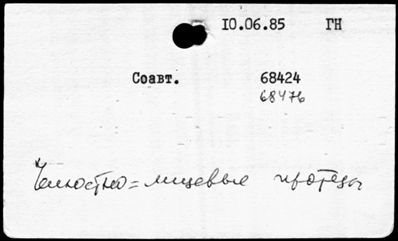 10.06.85 ГН
Соавт. 68424
68476
Челюстно=лицевые протезы